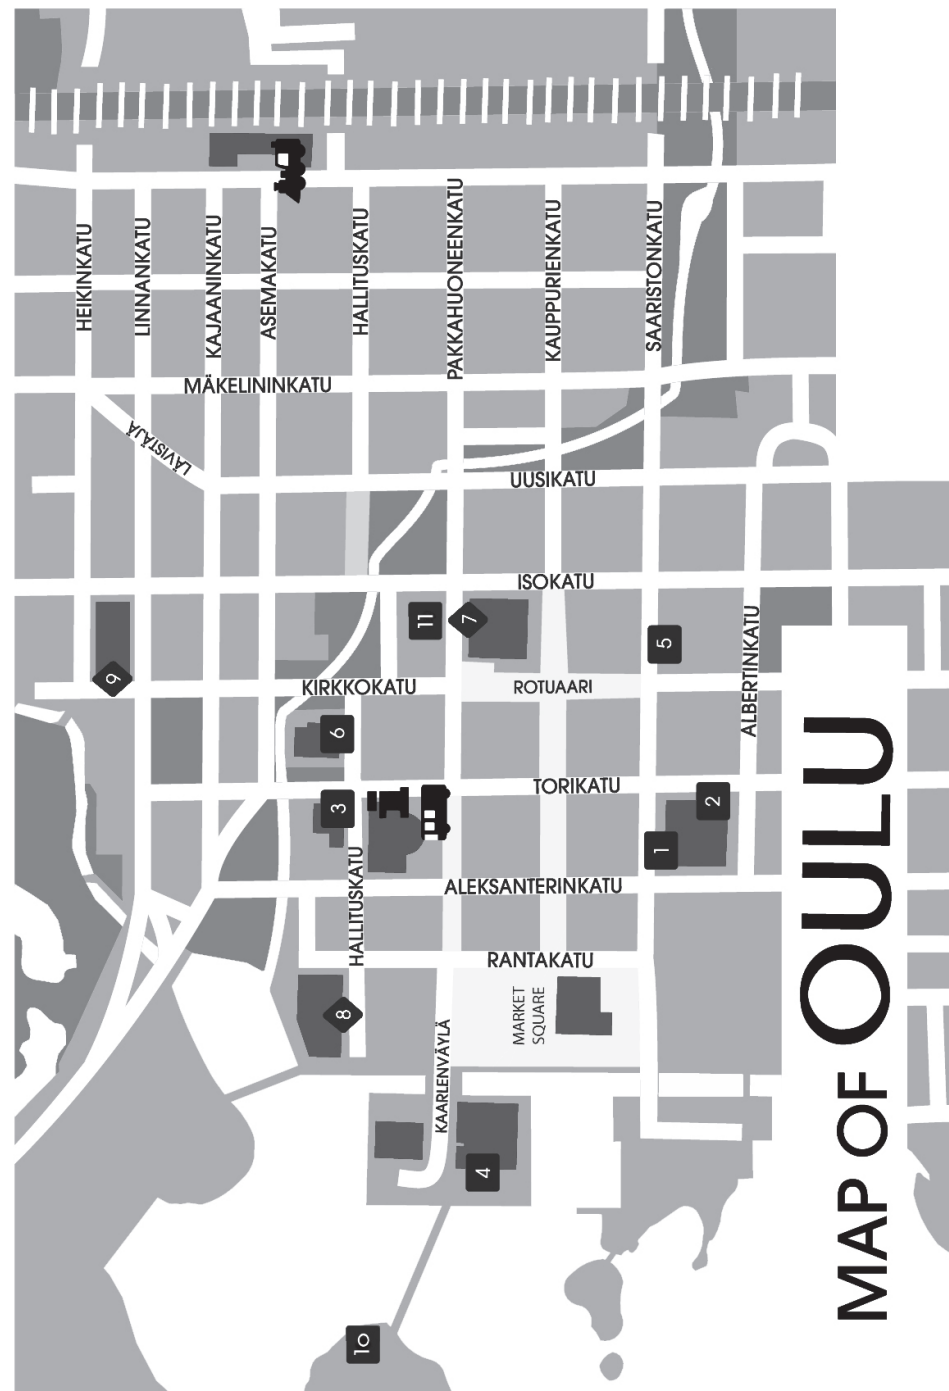 HEIKINKATU
LINNANKATU
KAJAANINKATU
ASEMAKATU
HALLITUSKATU
PAKKAHUONEENKATU
KAUPPURIENKATU
SAARISTONKATU
MÄKELININKATU
LÄVISTÄJÄ
UUSIKATU
ISOKATU
11
7
5
9
KIRKKOKATU
ROTUAARI
ALBERTINKATU
6
TORIKATU
3
2
1
HALLITUSKATU
ALEKSANTERINKATU
RANTAKATU
8
MARKET
SQUARE
KAARLENVÄYLÄ
4
10
MAP OF OULU